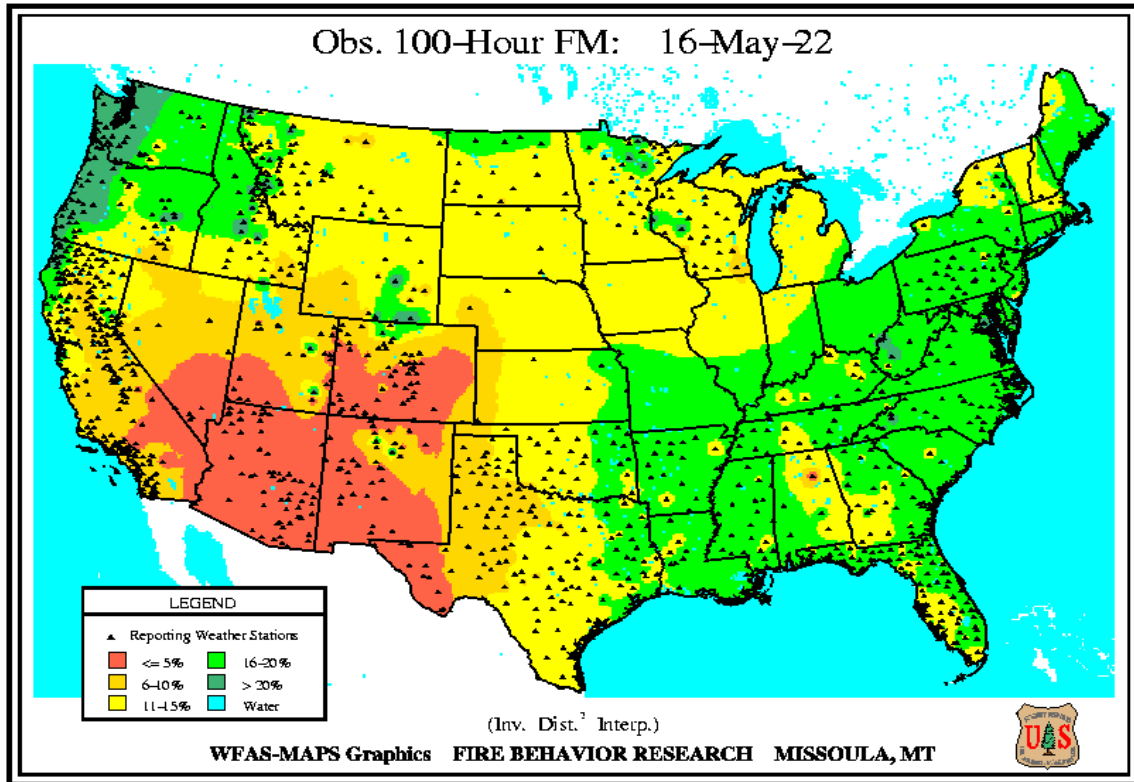 Obs. 100-Hour FM: 16-May-22
LEGEND
Reporting Weather Stations
<= 5% 16-20%
6-10% > 20%
11-15% Water
(Inv. Dist.² Interp.)
WFAS-MAPS Graphics FIRE BEHAVIOR RESEARCH MISSOULA, MT
U S